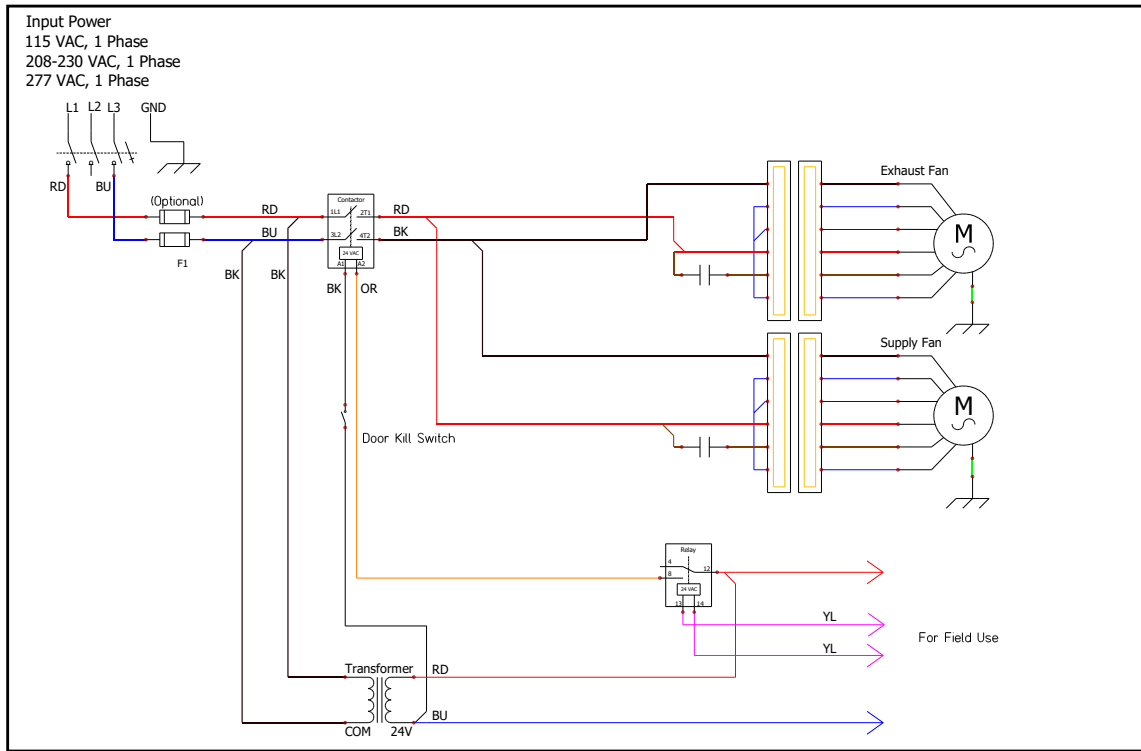 Input Power
115 VAC, 1 Phase
208-230 VAC, 1 Phase
277 VAC, 1 Phase
L1 L2 L3 GND
RD BU
(Optional)
F1
RD
BU
BK BK
Contactor
1L1 2T1
3L2 4T2
24 VAC
A1 A2
RD
BK
BK OR
Door Kill Switch
Exhaust Fan
M
Supply Fan
M
Relay
4 12
8
24 VAC
13 14
YL
YL
For Field Use
Transformer
RD
BU
COM 24V